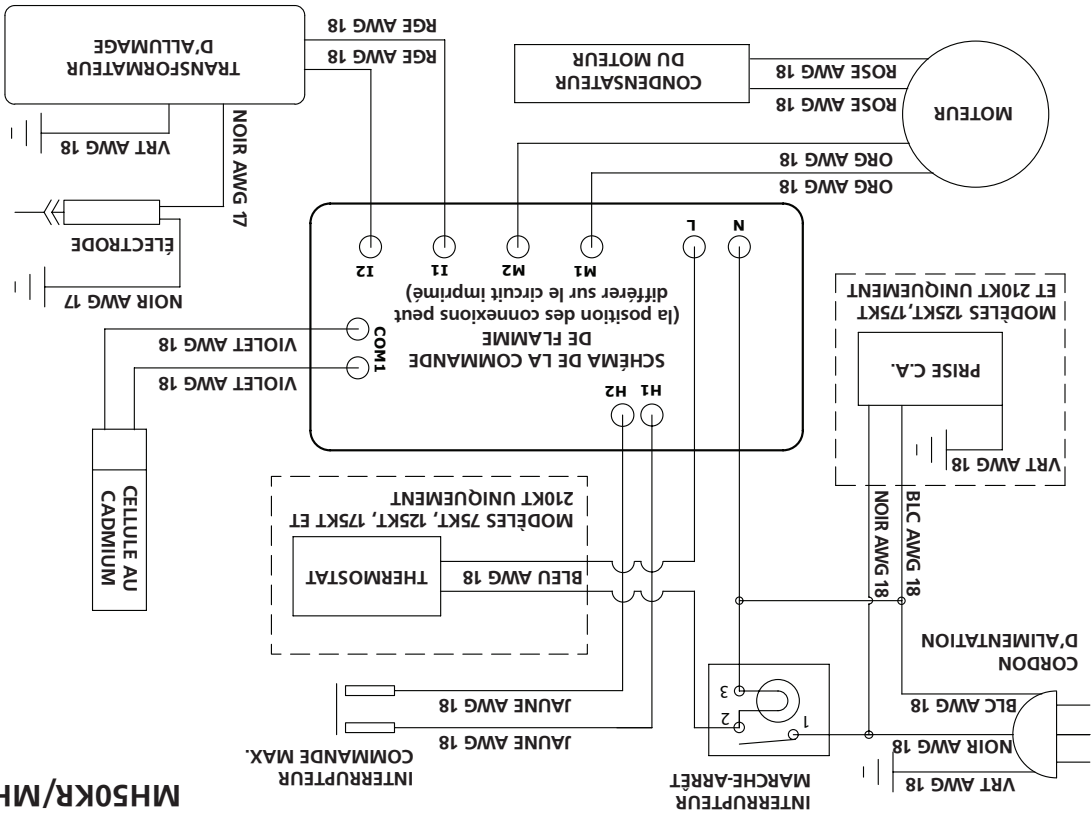 MH50KR/MH
VRT AWG 18
NOIR AWG 18
BLC AWG 18
CORDON
D'ALIMENTATION
INTERRUPTEUR
MARCHE-ARRÊT
1
2
3
INTERRUPTEUR
COMMANDE MAX.
JAUNE AWG 18
JAUNE AWG 18
BLEU AWG 18
THERMOSTAT
MODÈLES 75KT, 125KT, 175KT ET
210KT UNIQUEMENT
CELLULE AU
CADMIUM
BLC AWG 18
NOIR AWG 18
VRT AWG 18
PRISE C.A.
MODÈLES 125KT,175KT
ET 210KT UNIQUEMENT
H1
H2
SCHÉMA DE LA COMMANDE
DE FLAMME
(la position des connexions peut
différer sur le circuit imprimé)
COM1
VIOLET AWG 18
VIOLET AWG 18
N
L
M1
M2
I1
I2
NOIR AWG 17
ÉLECTRODE
NOIR AWG 17
ORG AWG 18
ORG AWG 18
MOTEUR
ROSE AWG 18
ROSE AWG 18
CONDENSATEUR
DU MOTEUR
VRT AWG 18
TRANSFORMATEUR
D'ALLUMAGE
RGE AWG 18
RGE AWG 18